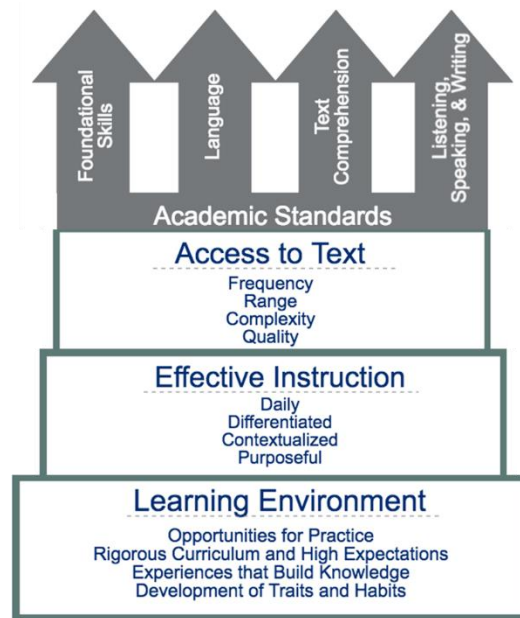 Foundational
Skills
Language
Text
Comprehension
Listening,
Speaking, & Writing
Academic Standards
Access to Text
Frequency
Range
Complexity
Quality
Effective Instruction
Daily
Differentiated
Contextualized
Purposeful
Learning Environment
Opportunities for Practice
Rigorous Curriculum and High Expectations
Experiences that Build Knowledge
Development of Traits and Habits